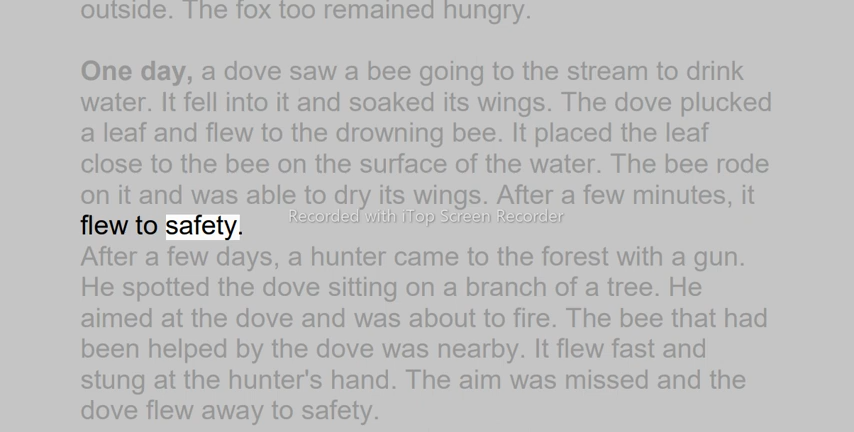 outside. The fox too remained hungry.
One day, a dove saw a bee going to the stream to drink
water. It fell into it and soaked its wings. The dove plucked
a leaf and flew to the drowning bee. It placed the leaf
close to the bee on the surface of the water. The bee rode
on it and was able to dry its wings. After a few minutes, it
flew to safety.
Recorded with iTop Screen Recorder
After a few days, a hunter came to the forest with a gun.
He spotted the dove sitting on a branch of a tree. He
aimed at the dove and was about to fire. The bee that had
been helped by the dove was nearby. It flew fast and
stung at the hunter's hand. The aim was missed and the
dove flew away to safety.